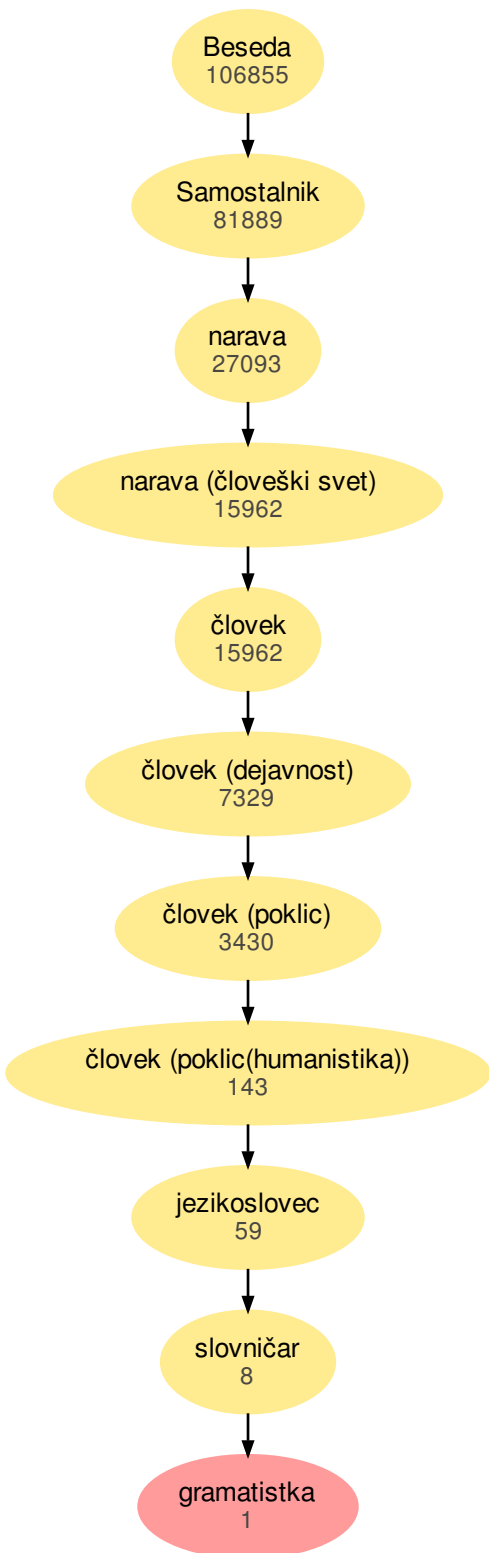 Beseda
106855
Samostalnik
81889
narava
27093
narava (človeški svet)
15962
človek
15962
človek (dejavnost)
7329
človek (poklic)
3430
človek (poklic(humanistika))
143
jezikoslovec
59
slovničar
8
gramatistka
1